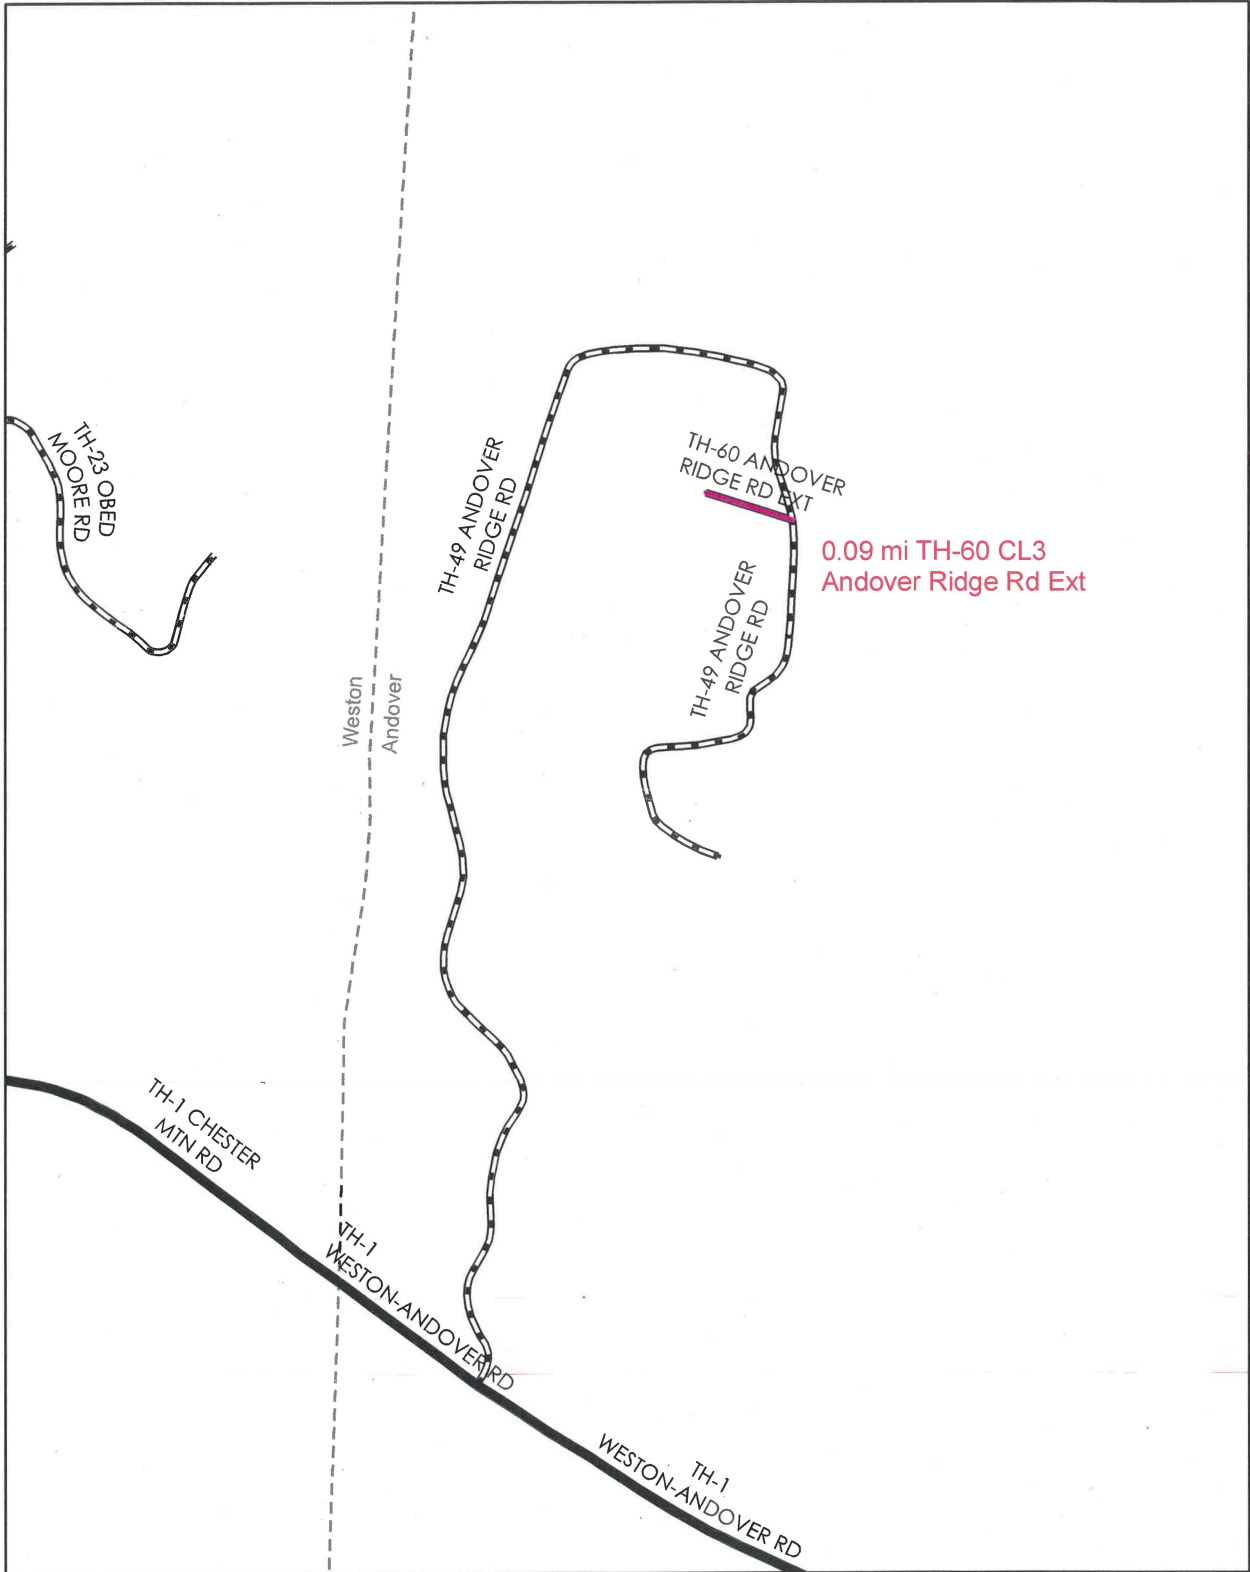 TH-23 OBED
MOORE RD
TH-49 ANDOVER
RIDGE RD
TH-60 ANDOVER
RIDGE RD EXT
0.09 mi TH-60 CL3
Andover Ridge Rd Ext
TH-49 ANDOVER
RIDGE RD
Weston
Andover
TH-1 CHESTER
MTN RD
TH-1
WESTON-ANDOVER RD
TH-1
WESTON-ANDOVER RD